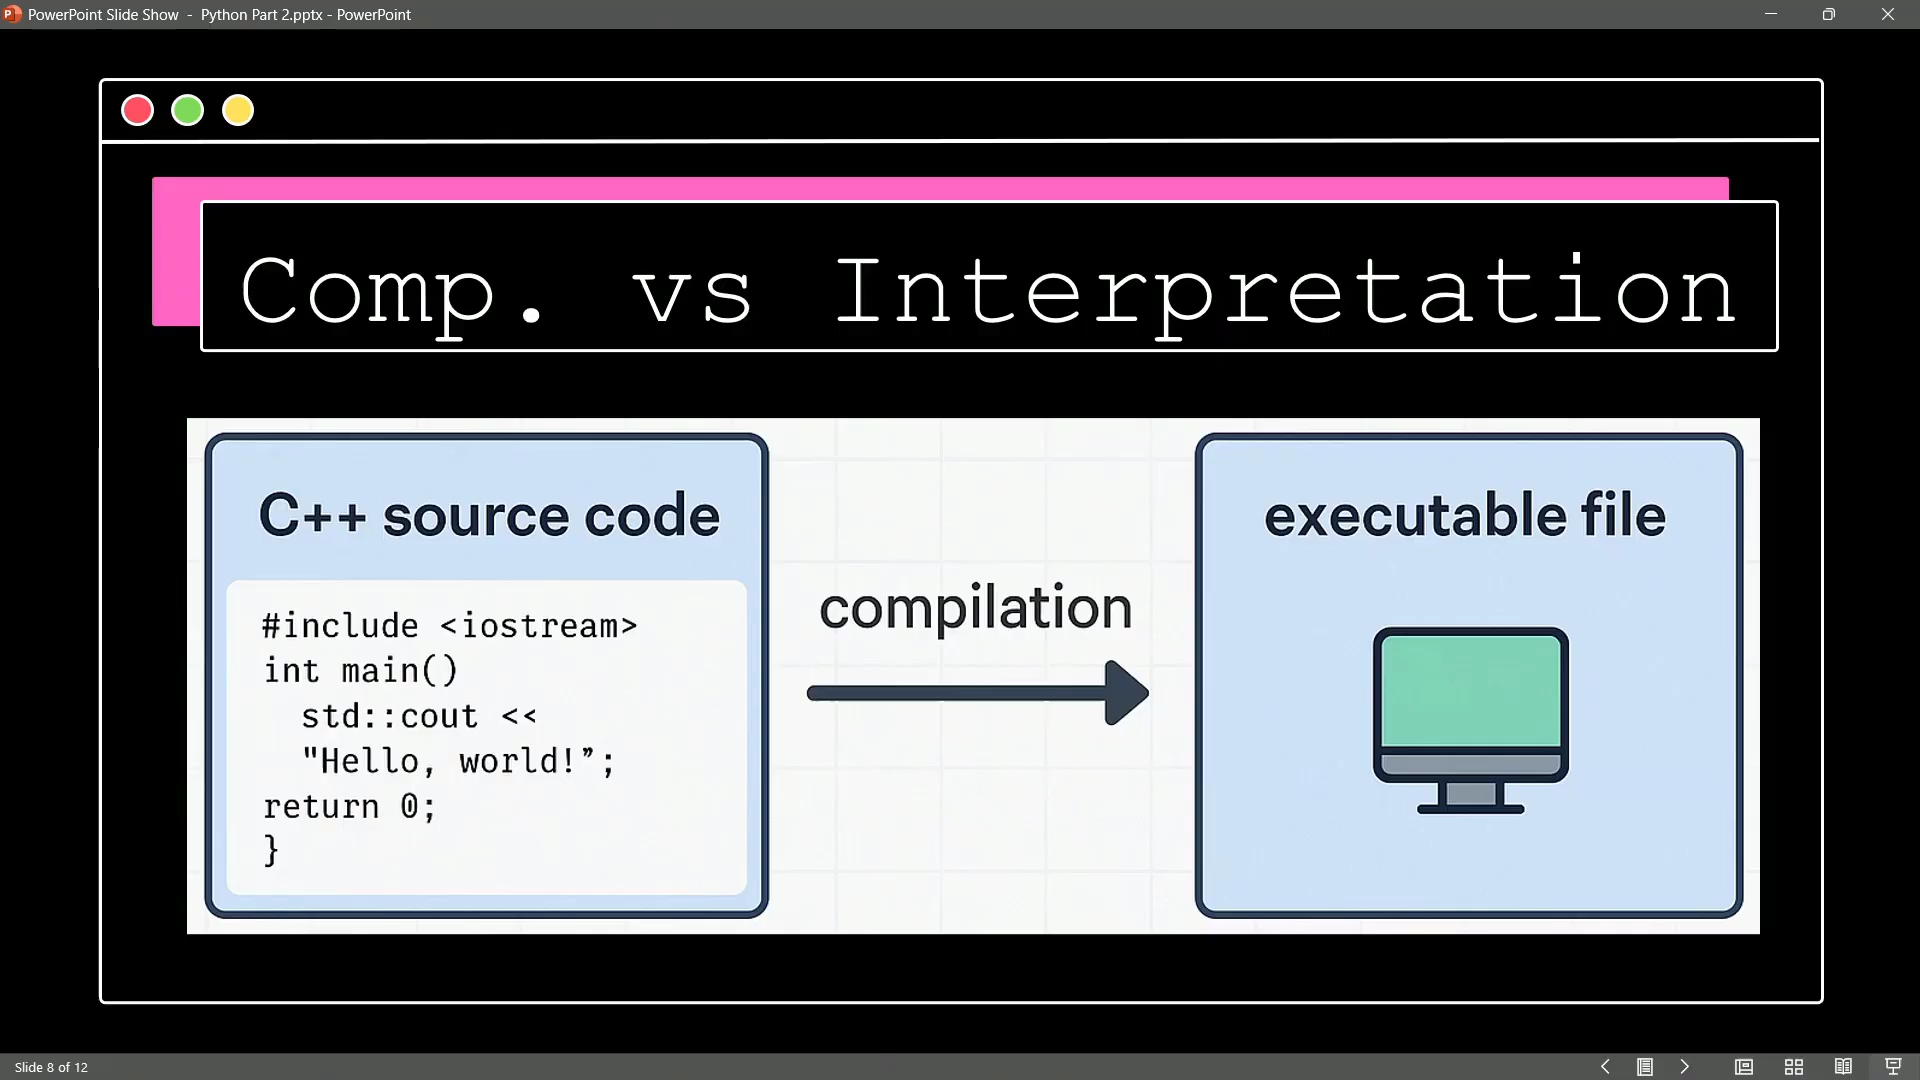 PowerPoint Slide Show - Python Part 2.pptx - PowerPoint
Comp. vs Interpretation
C++ source code
#include <iostream>
int main()
std::cout <<
"Hello, world!”;
return 0;
}
compilation
executable file
Slide 8 of 12